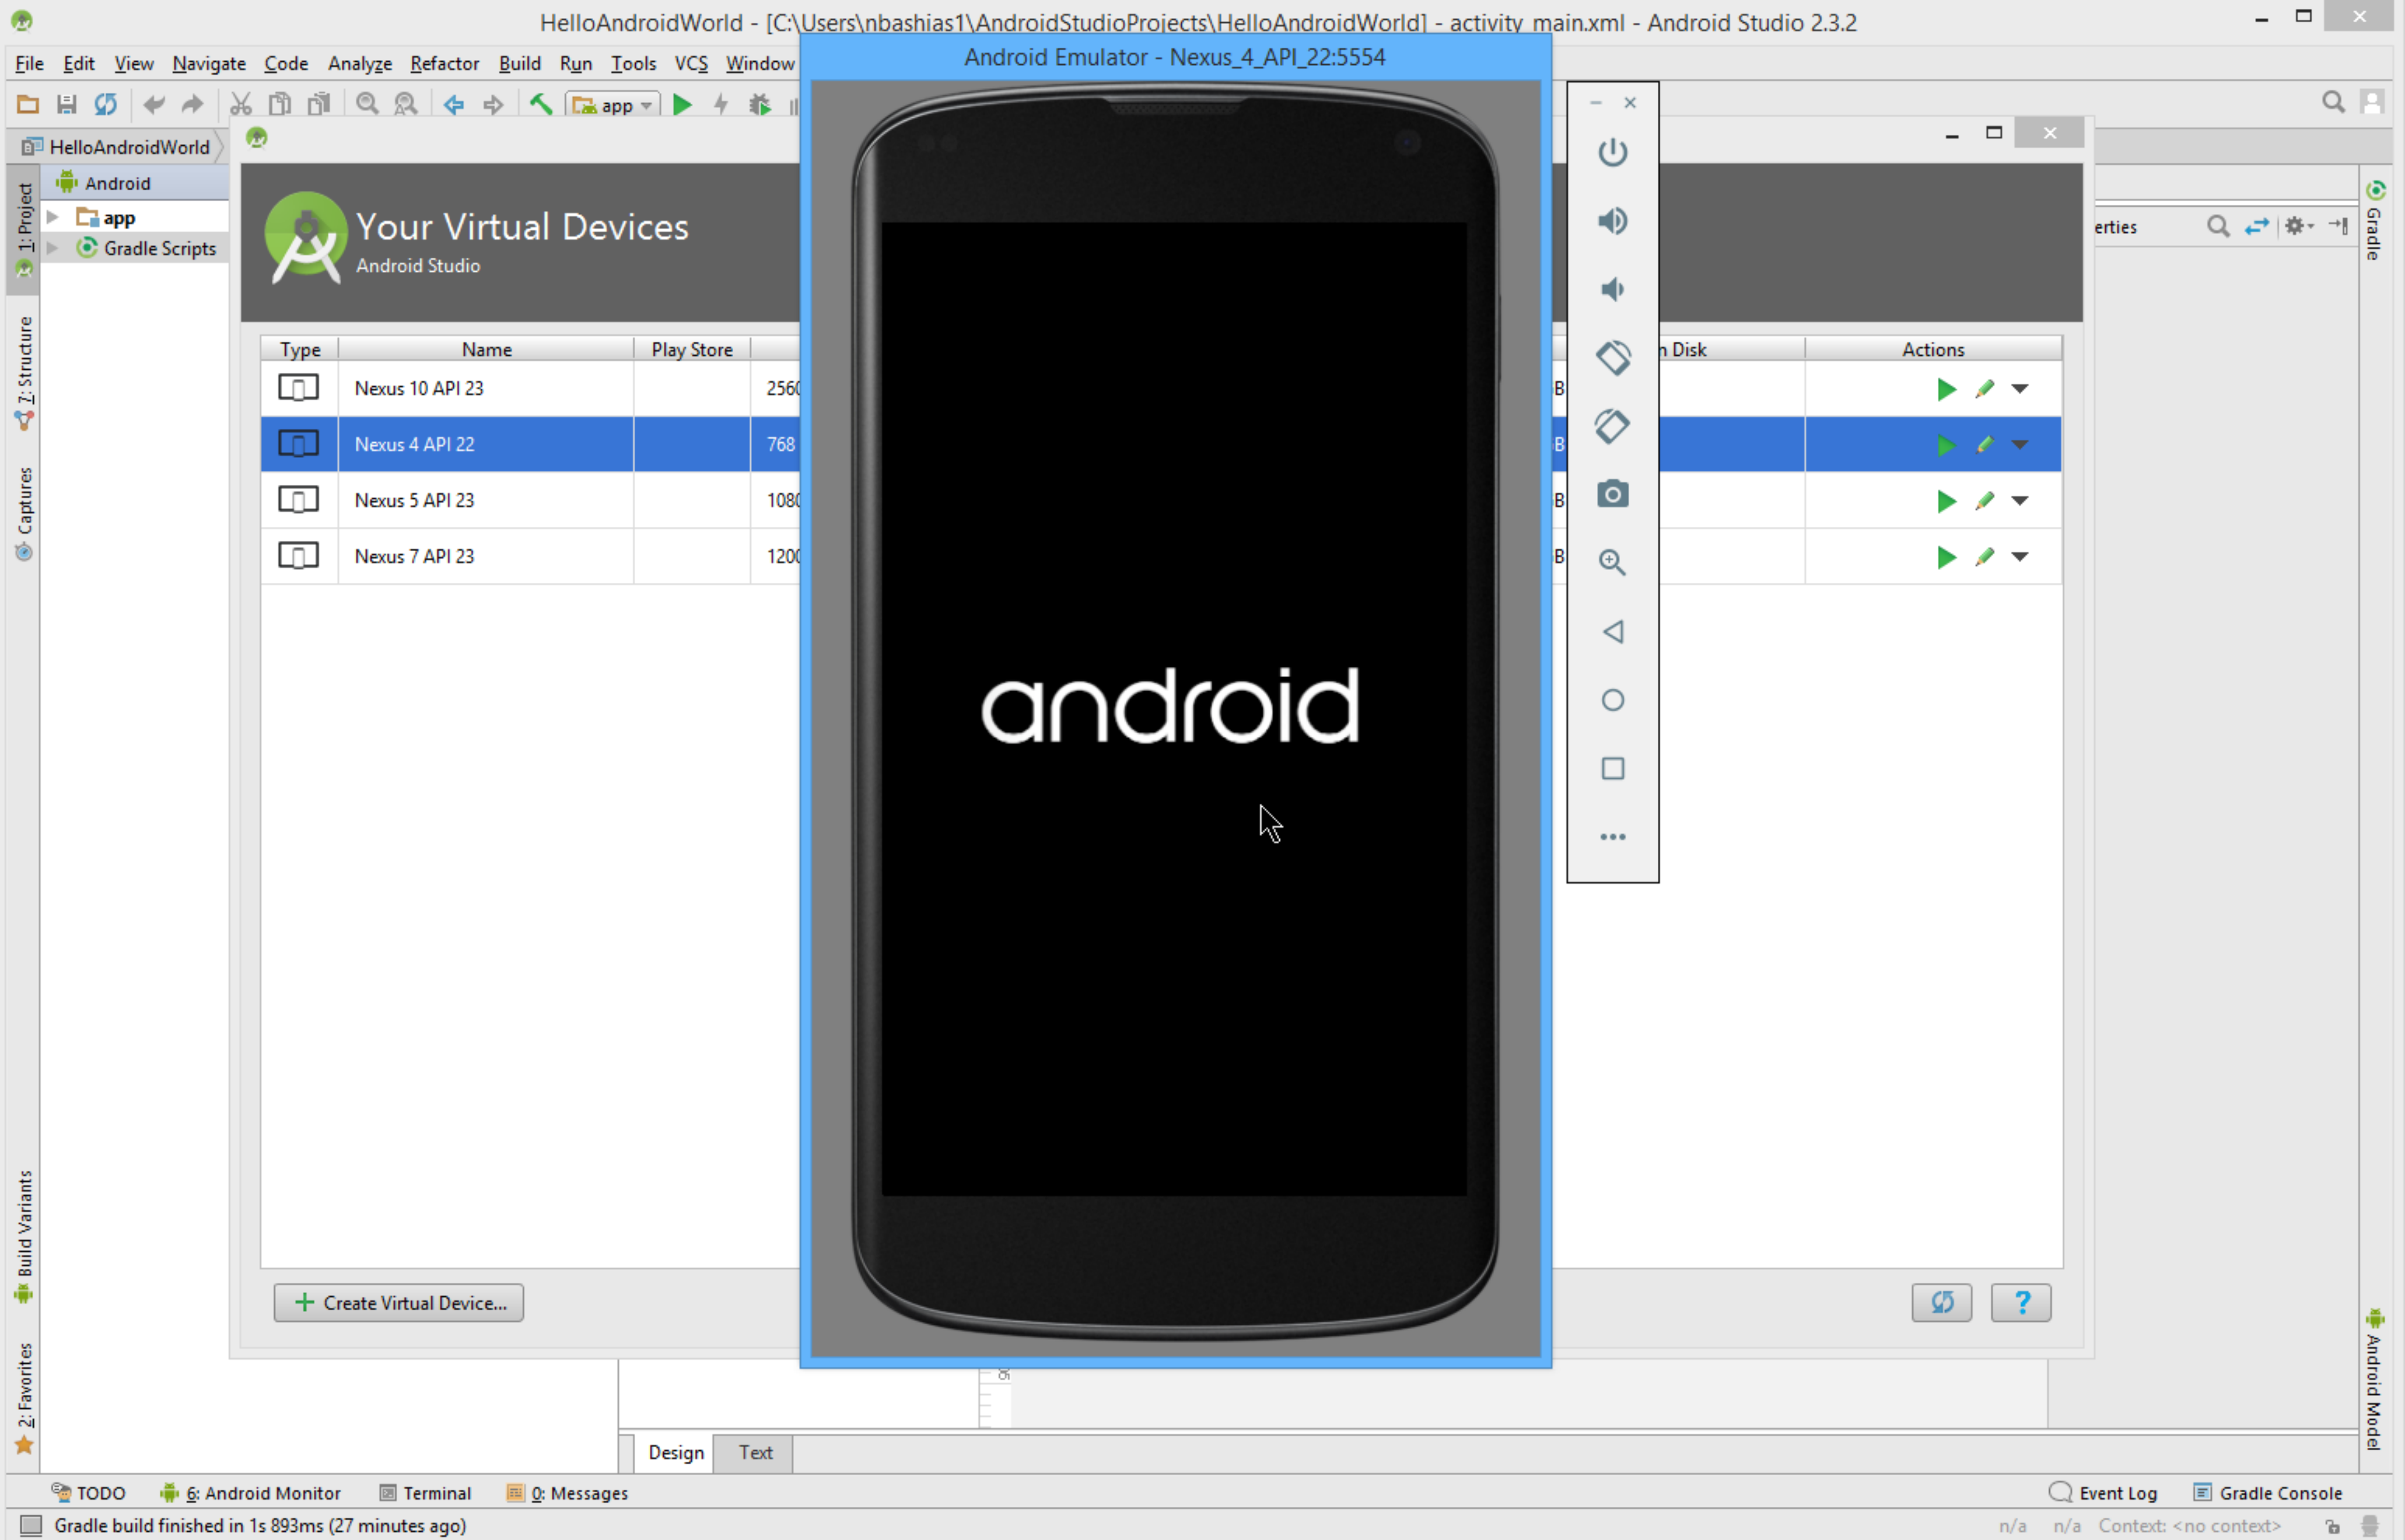 HelloAndroidWorld - [C:\Users\nbashias1\AndroidStudioProjects\HelloAndroidWorld] - activity_main.xml - Android Studio 2.3.2
File Edit View Navigate Code Analyze Refactor Build Run Tools VCS Window
Android Emulator - Nexus_4_API_22:5554
app
HelloAndroidWorld
Android
app
Gradle Scripts
1: Project
7: Structure
Captures
Build Variants
2: Favorites
Your Virtual Devices
Android Studio
Type Name Play Store
n Disk Actions
Nexus 10 API 23 2560
B
Nexus 4 API 22 768
B
Nexus 5 API 23 1080
B
Nexus 7 API 23 1200
B
android
Create Virtual Device...
?
erties
Gradle
Android Model
Design Text
TODO 6: Android Monitor Terminal 0: Messages
Event Log Gradle Console
Gradle build finished in 1s 893ms (27 minutes ago)
n/a n/a Context: <no context>